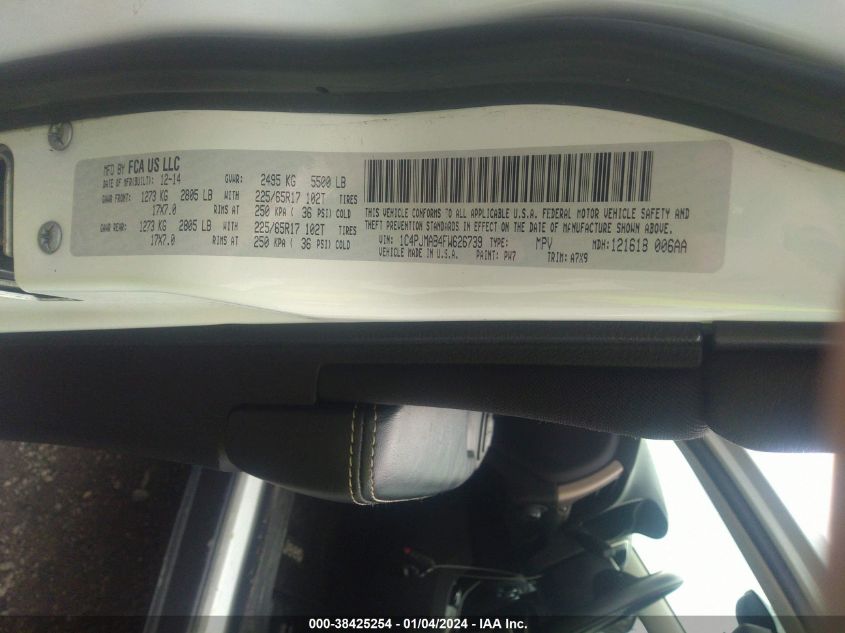 MFD BY FCA US LLC
DATE OF MFR(BUILT): 12-14 GVWR: 2495 KG 5500 LB
GAWR FRONT: 1273 KG 2805 LB WITH 225/65R17 102T TIRES
17X7.0 RIMS AT 250 KPA ( 36 PSI) COLD
GAWR REAR: 1273 KG 2805 LB WITH 225/65R17 102T TIRES
17X7.0 RIMS AT 250 KPA ( 36 PSI) COLD
THIS VEHICLE CONFORMS TO ALL APPLICABLE U.S.A. FEDERAL MOTOR VEHICLE SAFETY AND
THEFT PREVENTION STANDARDS IN EFFECT ON THE DATE OF MANUFACTURE SHOWN ABOVE.
VIN: 1C4PJMAB4FW626739 TYPE: MPV MDH: 121618 006AA
VEHICLE MADE IN U.S.A. PAINT: PW7 TRIM: A7X9
000-38425254 - 01/04/2024 - IAA Inc.